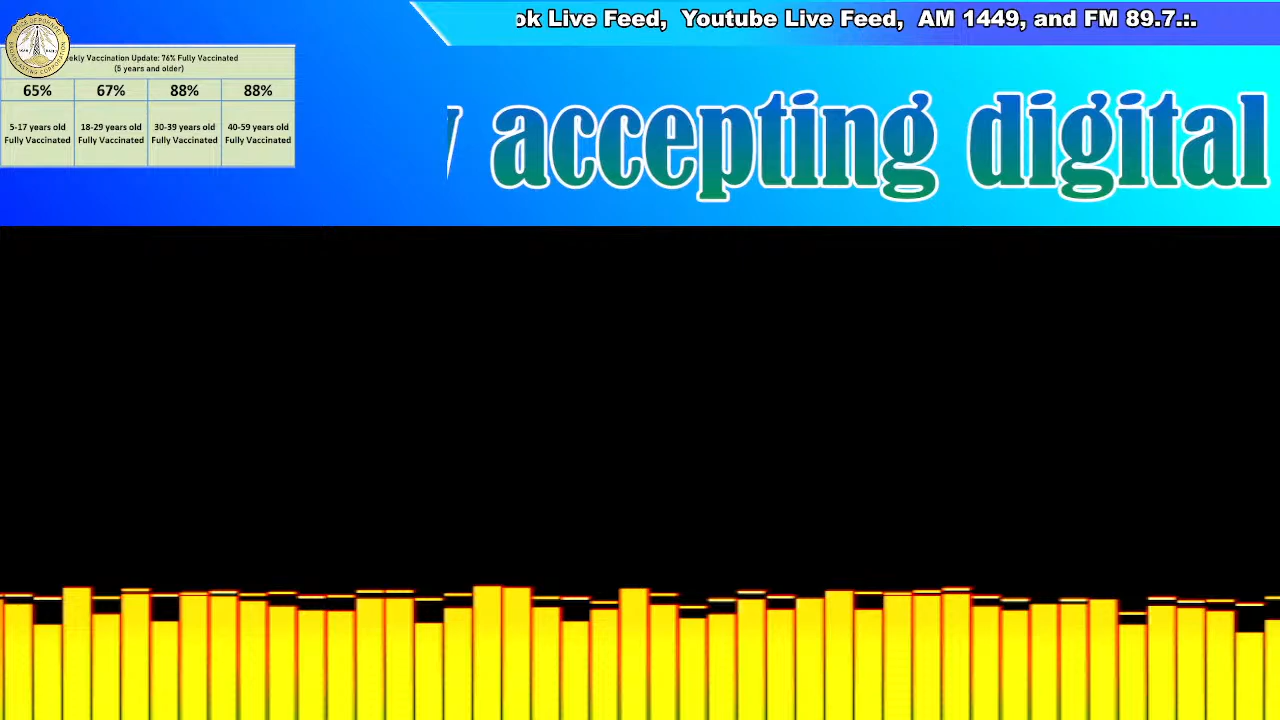 ok Live Feed, Youtube Live Feed, AM 1449, and FM 89.7.:.
ekly Vaccination Update: 76% Fully Vaccinated
(5 years and older)
65% 67% 88% 88%
5-17 years old 18-29 years old 30-39 years old 40-59 years old
Fully Vaccinated Fully Vaccinated Fully Vaccinated Fully Vaccinated
y accepting digital